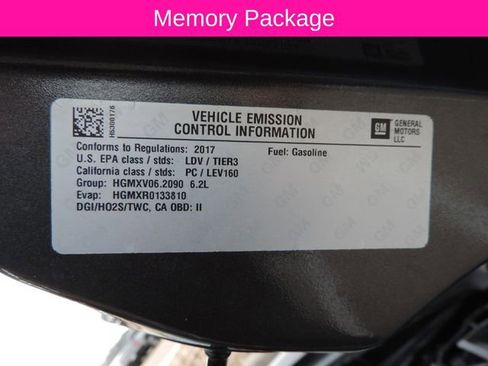 Memory Package
VEHICLE EMISSION
CONTROL INFORMATION
GM
GENERAL
MOTORS
LLC
Conforms to Regulations: 2017
Fuel: Gasoline
U.S. EPA class / stds: LDV / TIER3
California class / stds: PC / LEV160
Group: HGMXV06.2090 6.2L
Evap: HGMXR0133810
DGI/HO2S/TWC, CA OBD: II